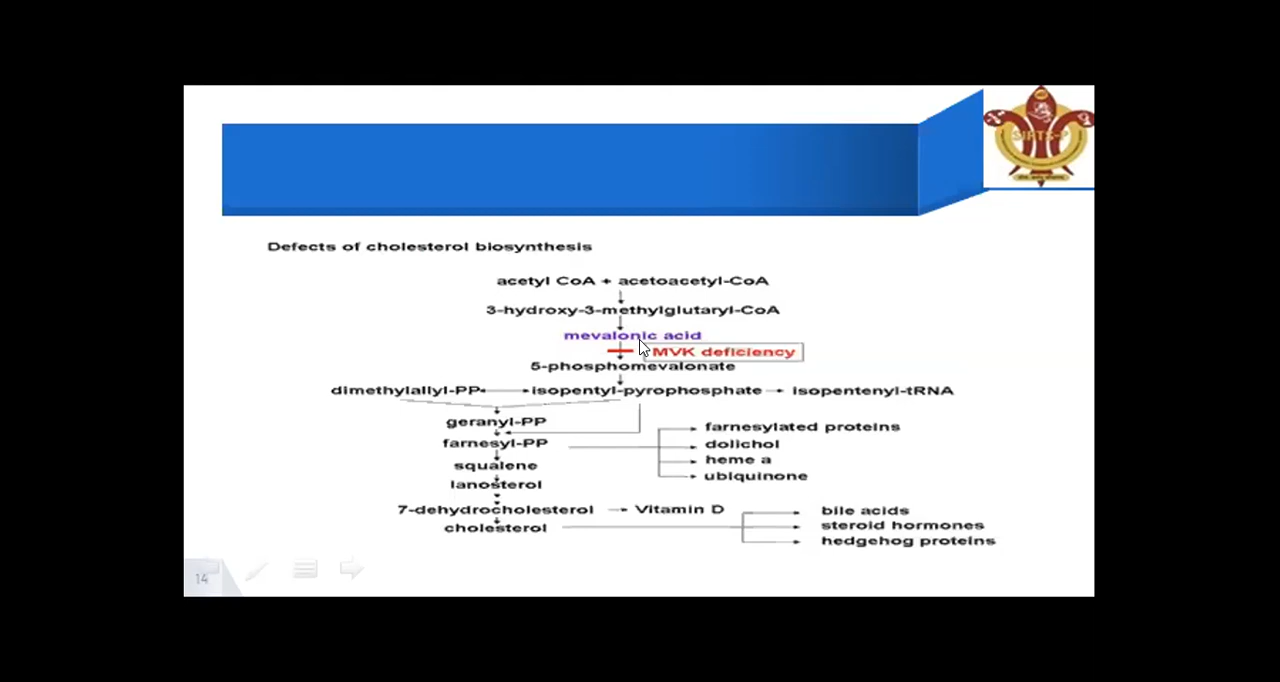 Defects of cholesterol biosynthesis
acetyl CoA + acetoacetyl-CoA
3-hydroxy-3-methylglutaryl-CoA
mevalonic acid
MVK deficiency
5-phosphomevalonate
dimethylallyl-PP isopentyl-pyrophosphate isopentenyl-tRNA
geranyl-PP
farnesyl-PP
farnesylated proteins
dolichol
heme a
ubiquinone
squalene
lanosterol
7-dehydrocholesterol Vitamin D
cholesterol
bile acids
steroid hormones
hedgehog proteins
14